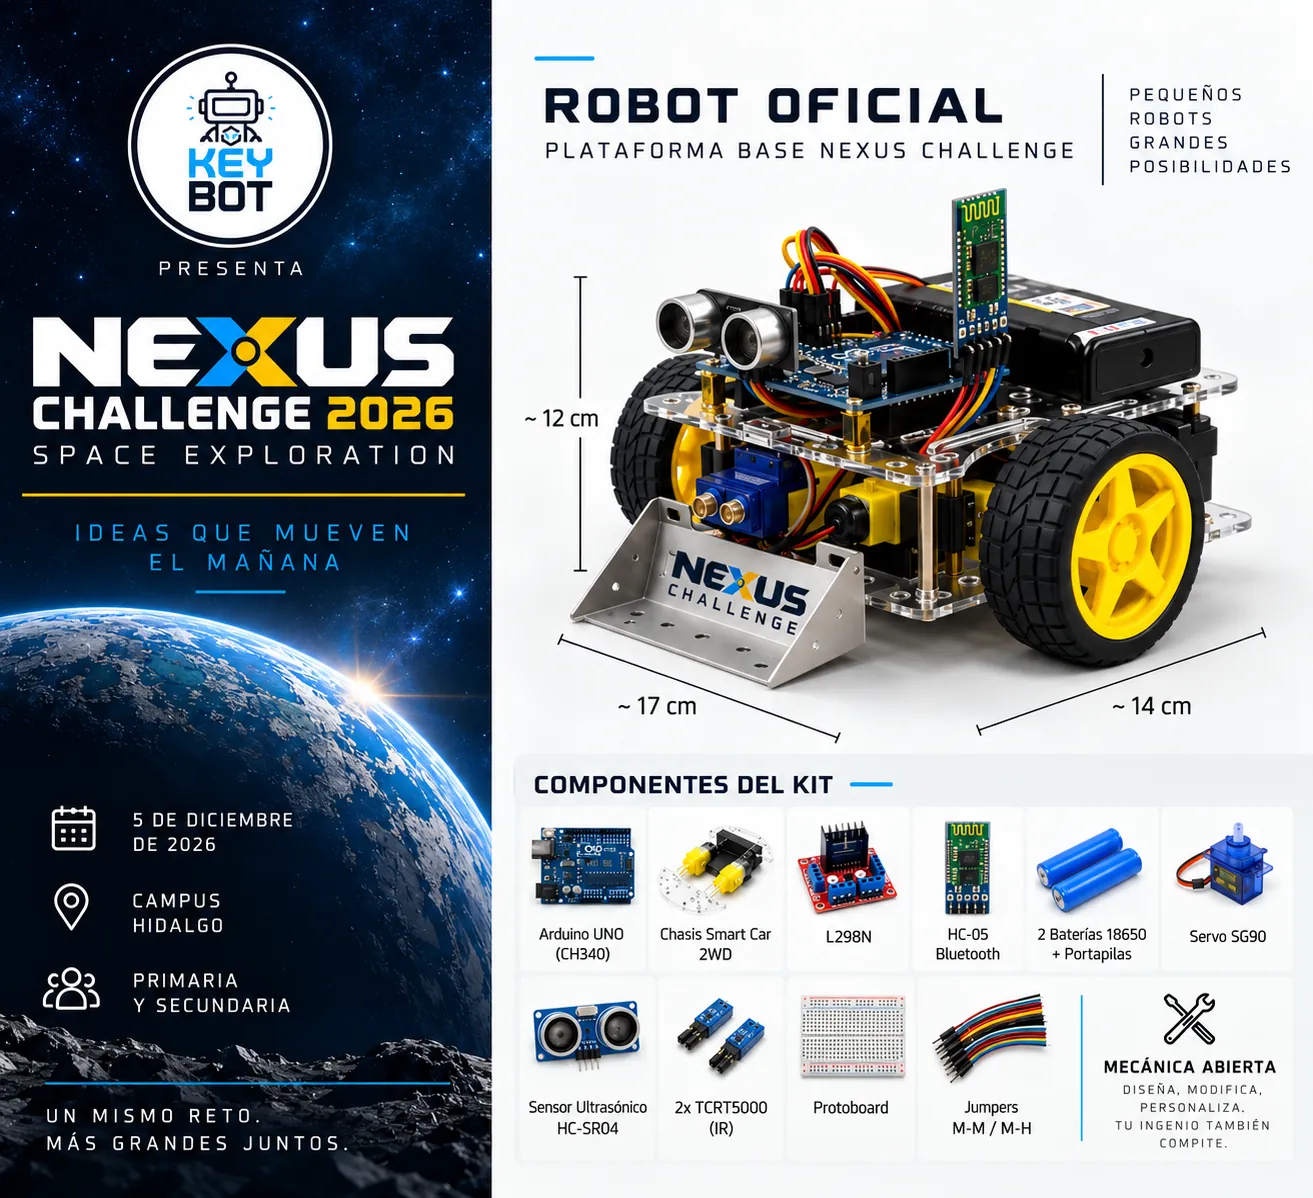 KEY
BOT
PRESENTA
NEXUS
CHALLENGE 2026
SPACE EXPLORATION
IDEAS QUE MUEVEN
EL MAÑANA
5 DE DICIEMBRE
DE 2026
CAMPUS
HIDALGO
PRIMARIA
Y SECUNDARIA
UN MISMO RETO.
MÁS GRANDES JUNTOS.
ROBOT OFICIAL
PLATAFORMA BASE NEXUS CHALLENGE
PEQUEÑOS
ROBOTS
GRANDES
POSIBILIDADES
~ 12 cm
NEXUS
CHALLENGE
~ 17 cm
~ 14 cm
COMPONENTES DEL KIT
Arduino UNO
(CH340)
Chasis Smart Car
2WD
L298N
HC-05
Bluetooth
2 Baterías 18650
+ Portapilas
Servo SG90
Sensor Ultrasónico
HC-SR04
2x TCRT5000
(IR)
Protoboard
Jumpers
M-M / M-H
MECÁNICA ABIERTA
DISEÑA, MODIFICA,
PERSONALIZA.
TU INGENIO TAMBIÉN
COMPITE.